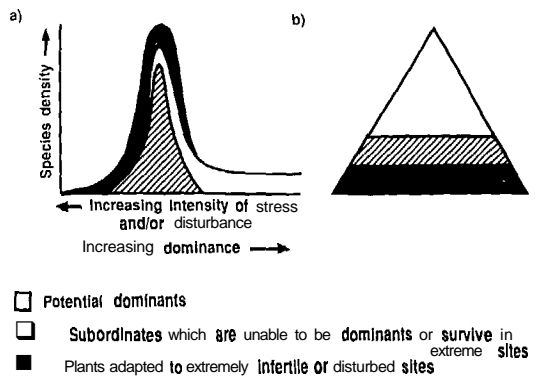 a)
b)
Species density
Increasing Intensity of stress
and/or disturbance
Increasing dominance
Potential dominants
Subordinates which are unable to be dominants or survive in
extreme sites
Plants adapted to extremely infertile or disturbed sites